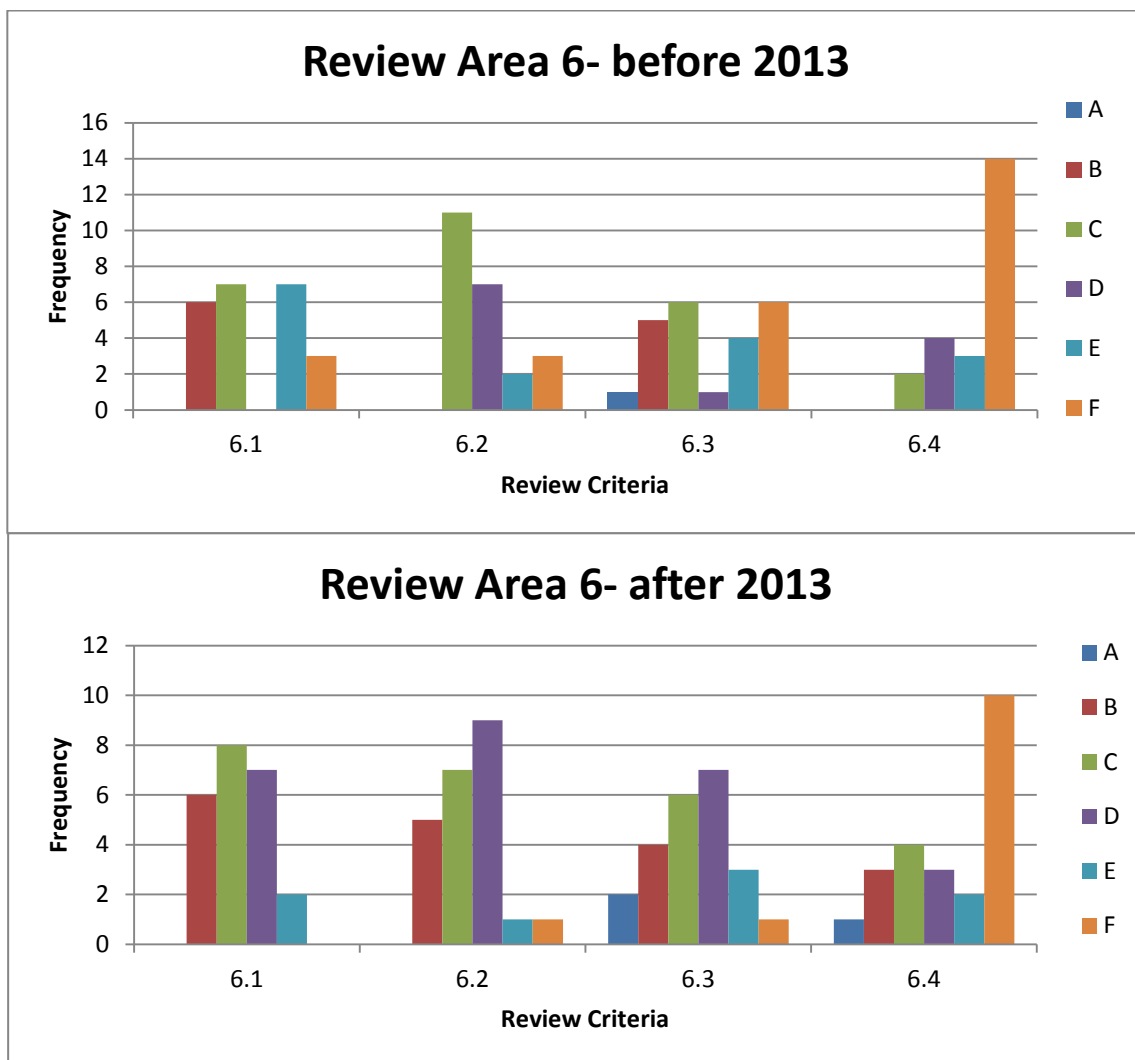 Review Area 6- before 2013
16
14
12
10
8
6
4
2
0
Frequency
6.1 6.2 6.3 6.4
Review Criteria
A
B
C
D
E
F
Review Area 6- after 2013
12
10
8
6
4
2
0
Frequency
6.1 6.2 6.3 6.4
Review Criteria
A
B
C
D
E
F